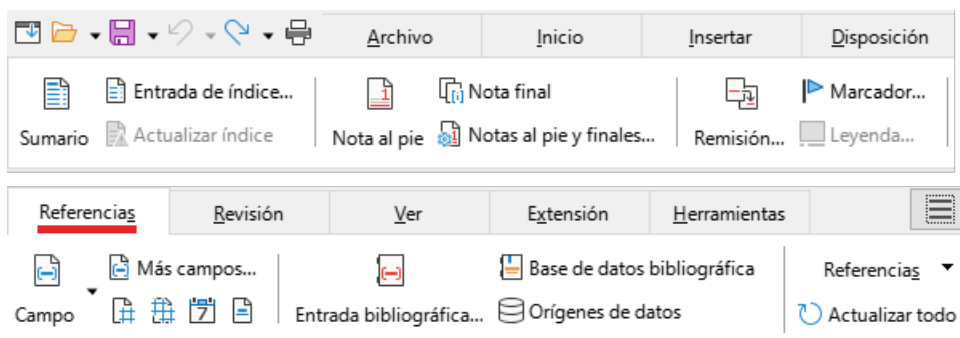 Archivo Inicio Insertar Disposición
Entrada de índice... Nota final Marcador...
Sumario Actualizar índice Nota al pie Notas al pie y finales... Remisión... Leyenda...
Referencias Revisión Ver Extensión Herramientas
Más campos... Base de datos bibliográfica Referencias
Campo 7 Entrada bibliográfica... Orígenes de datos Actualizar todo